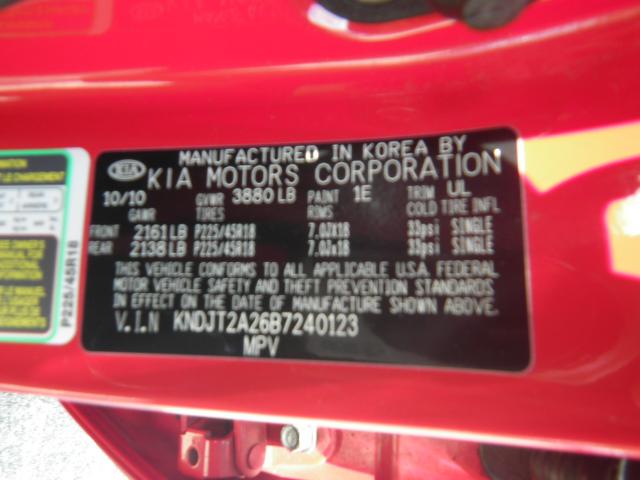 MANUFACTURED IN KOREA BY
KIA KIA MOTORS CORPORATION
10/10 GVWR 3880 LB PAINT 1E TRIM UL
GAWR TIRES RIMS COLD TIRE INFL
FRONT 2161 LB P225/45R18 7.0JX18 33psi SINGLE
REAR 2138 LB P225/45R18 7.0JX18 33psi SINGLE
THIS VEHICLE CONFORMS TO ALL APPLICABLE U.S.A. FEDERAL
MOTOR VEHICLE SAFETY AND THEFT PREVENTION STANDARDS
IN EFFECT ON THE DATE OF MANUFACTURE SHOWN ABOVE.
V.I.N KNDJT2A26B7240123
MPV
P225/45R18